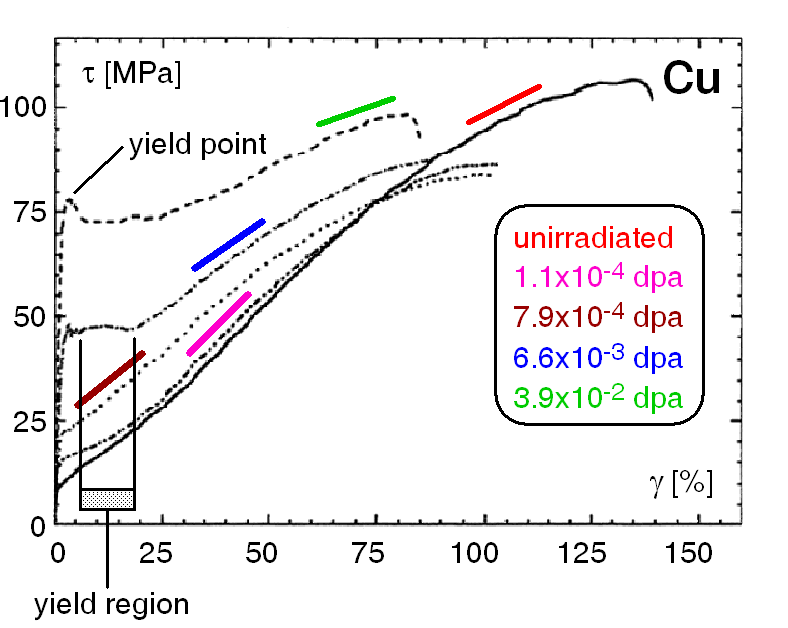 τ [MPa]
Cu
100
yield point
75
unirradiated
1.1x10⁻⁴ dpa
7.9x10⁻⁴ dpa
50
6.6x10⁻³ dpa
3.9x10⁻² dpa
25
γ [%]
0
0 25 50 75 100 125 150
yield region